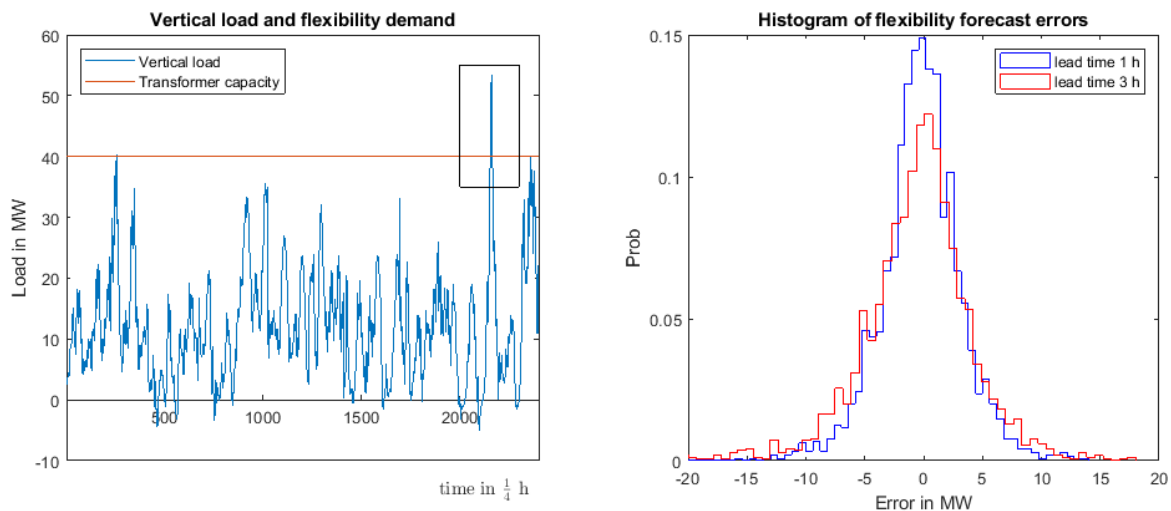 Vertical load and flexibility demand
60
50
40
30
20
10
0
-10
Load in MW
Vertical load
Transformer capacity
500
1000
1500
2000
time in 1/4 h
Histogram of flexibility forecast errors
0.15
0.1
0.05
0
Prob
lead time 1 h
lead time 3 h
-20
-15
-10
-5
0
5
10
15
20
Error in MW